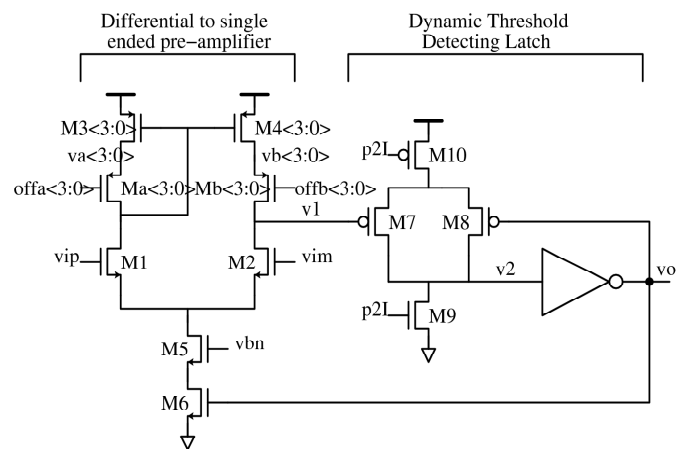 Differential to single
ended pre-amplifier
Dynamic Threshold
Detecting Latch
M3<3:0>
M4<3:0>
va<3:0>
vb<3:0>
p2I
M10
offa<3:0>
Ma<3:0>
Mb<3:0>
offb<3:0>
v1
M7
M8
vip
M1
M2
vim
v2
vo
p2I
M9
M5
vbn
M6